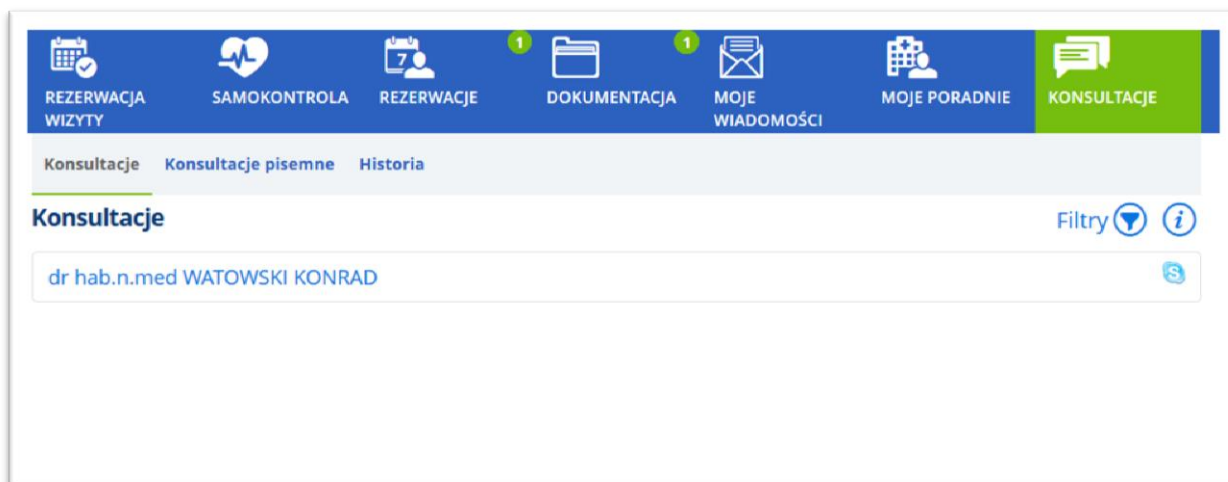 1
1
7
REZERWACJA WIZYTY
SAMOKONTROLA
REZERWACJE
DOKUMENTACJA
MOJE WIADOMOŚCI
MOJE PORADNIE
KONSULTACJE
Konsultacje Konsultacje pisemne Historia
Konsultacje
Filtry i
dr hab.n.med WATOWSKI KONRAD
S